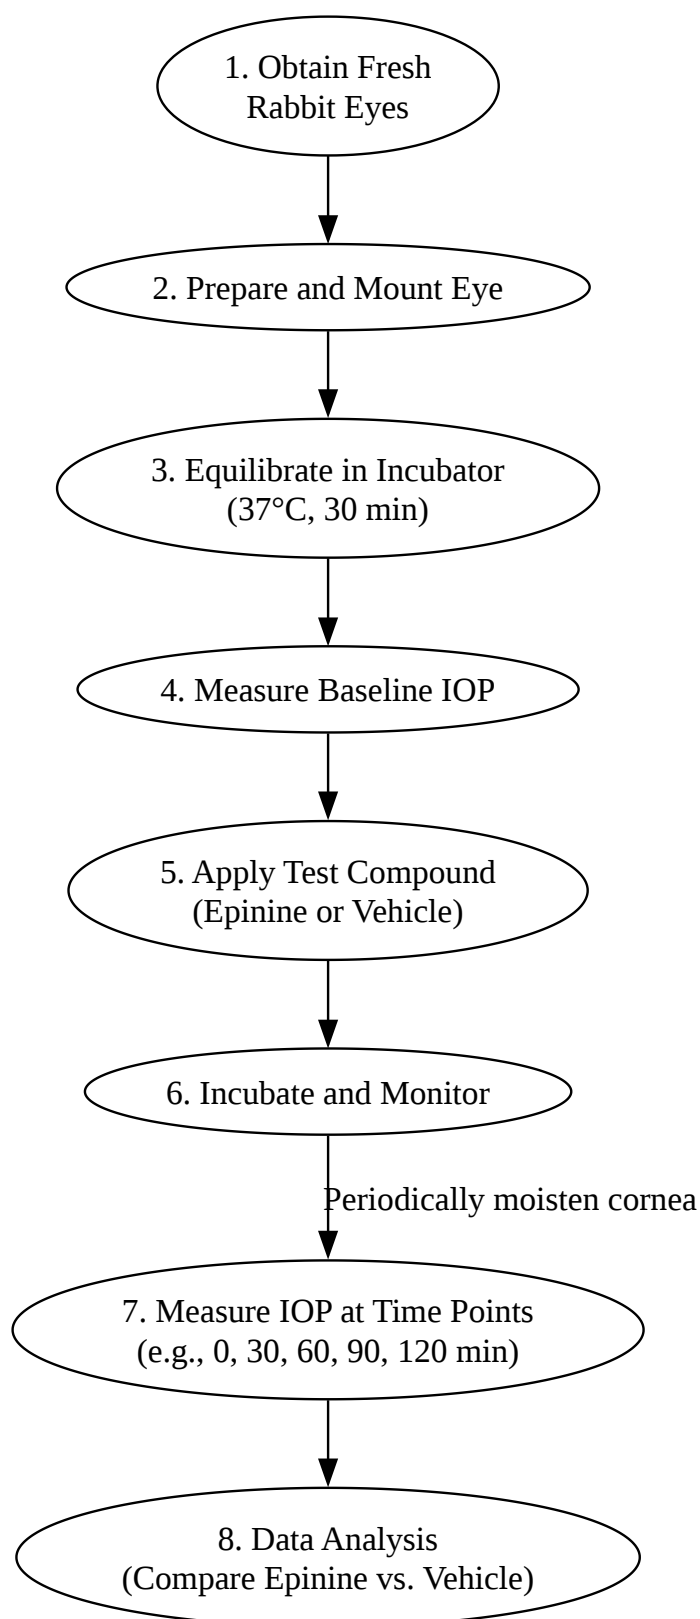 1. Obtain Fresh
Rabbit Eyes
2. Prepare and Mount Eye
3. Equilibrate in Incubator
(37°C, 30 min)
4. Measure Baseline IOP
5. Apply Test Compound
(Epinine or Vehicle)
6. Incubate and Monitor
Periodically moisten cornea
7. Measure IOP at Time Points
(e.g., 0, 30, 60, 90, 120 min)
8. Data Analysis
(Compare Epinine vs. Vehicle)